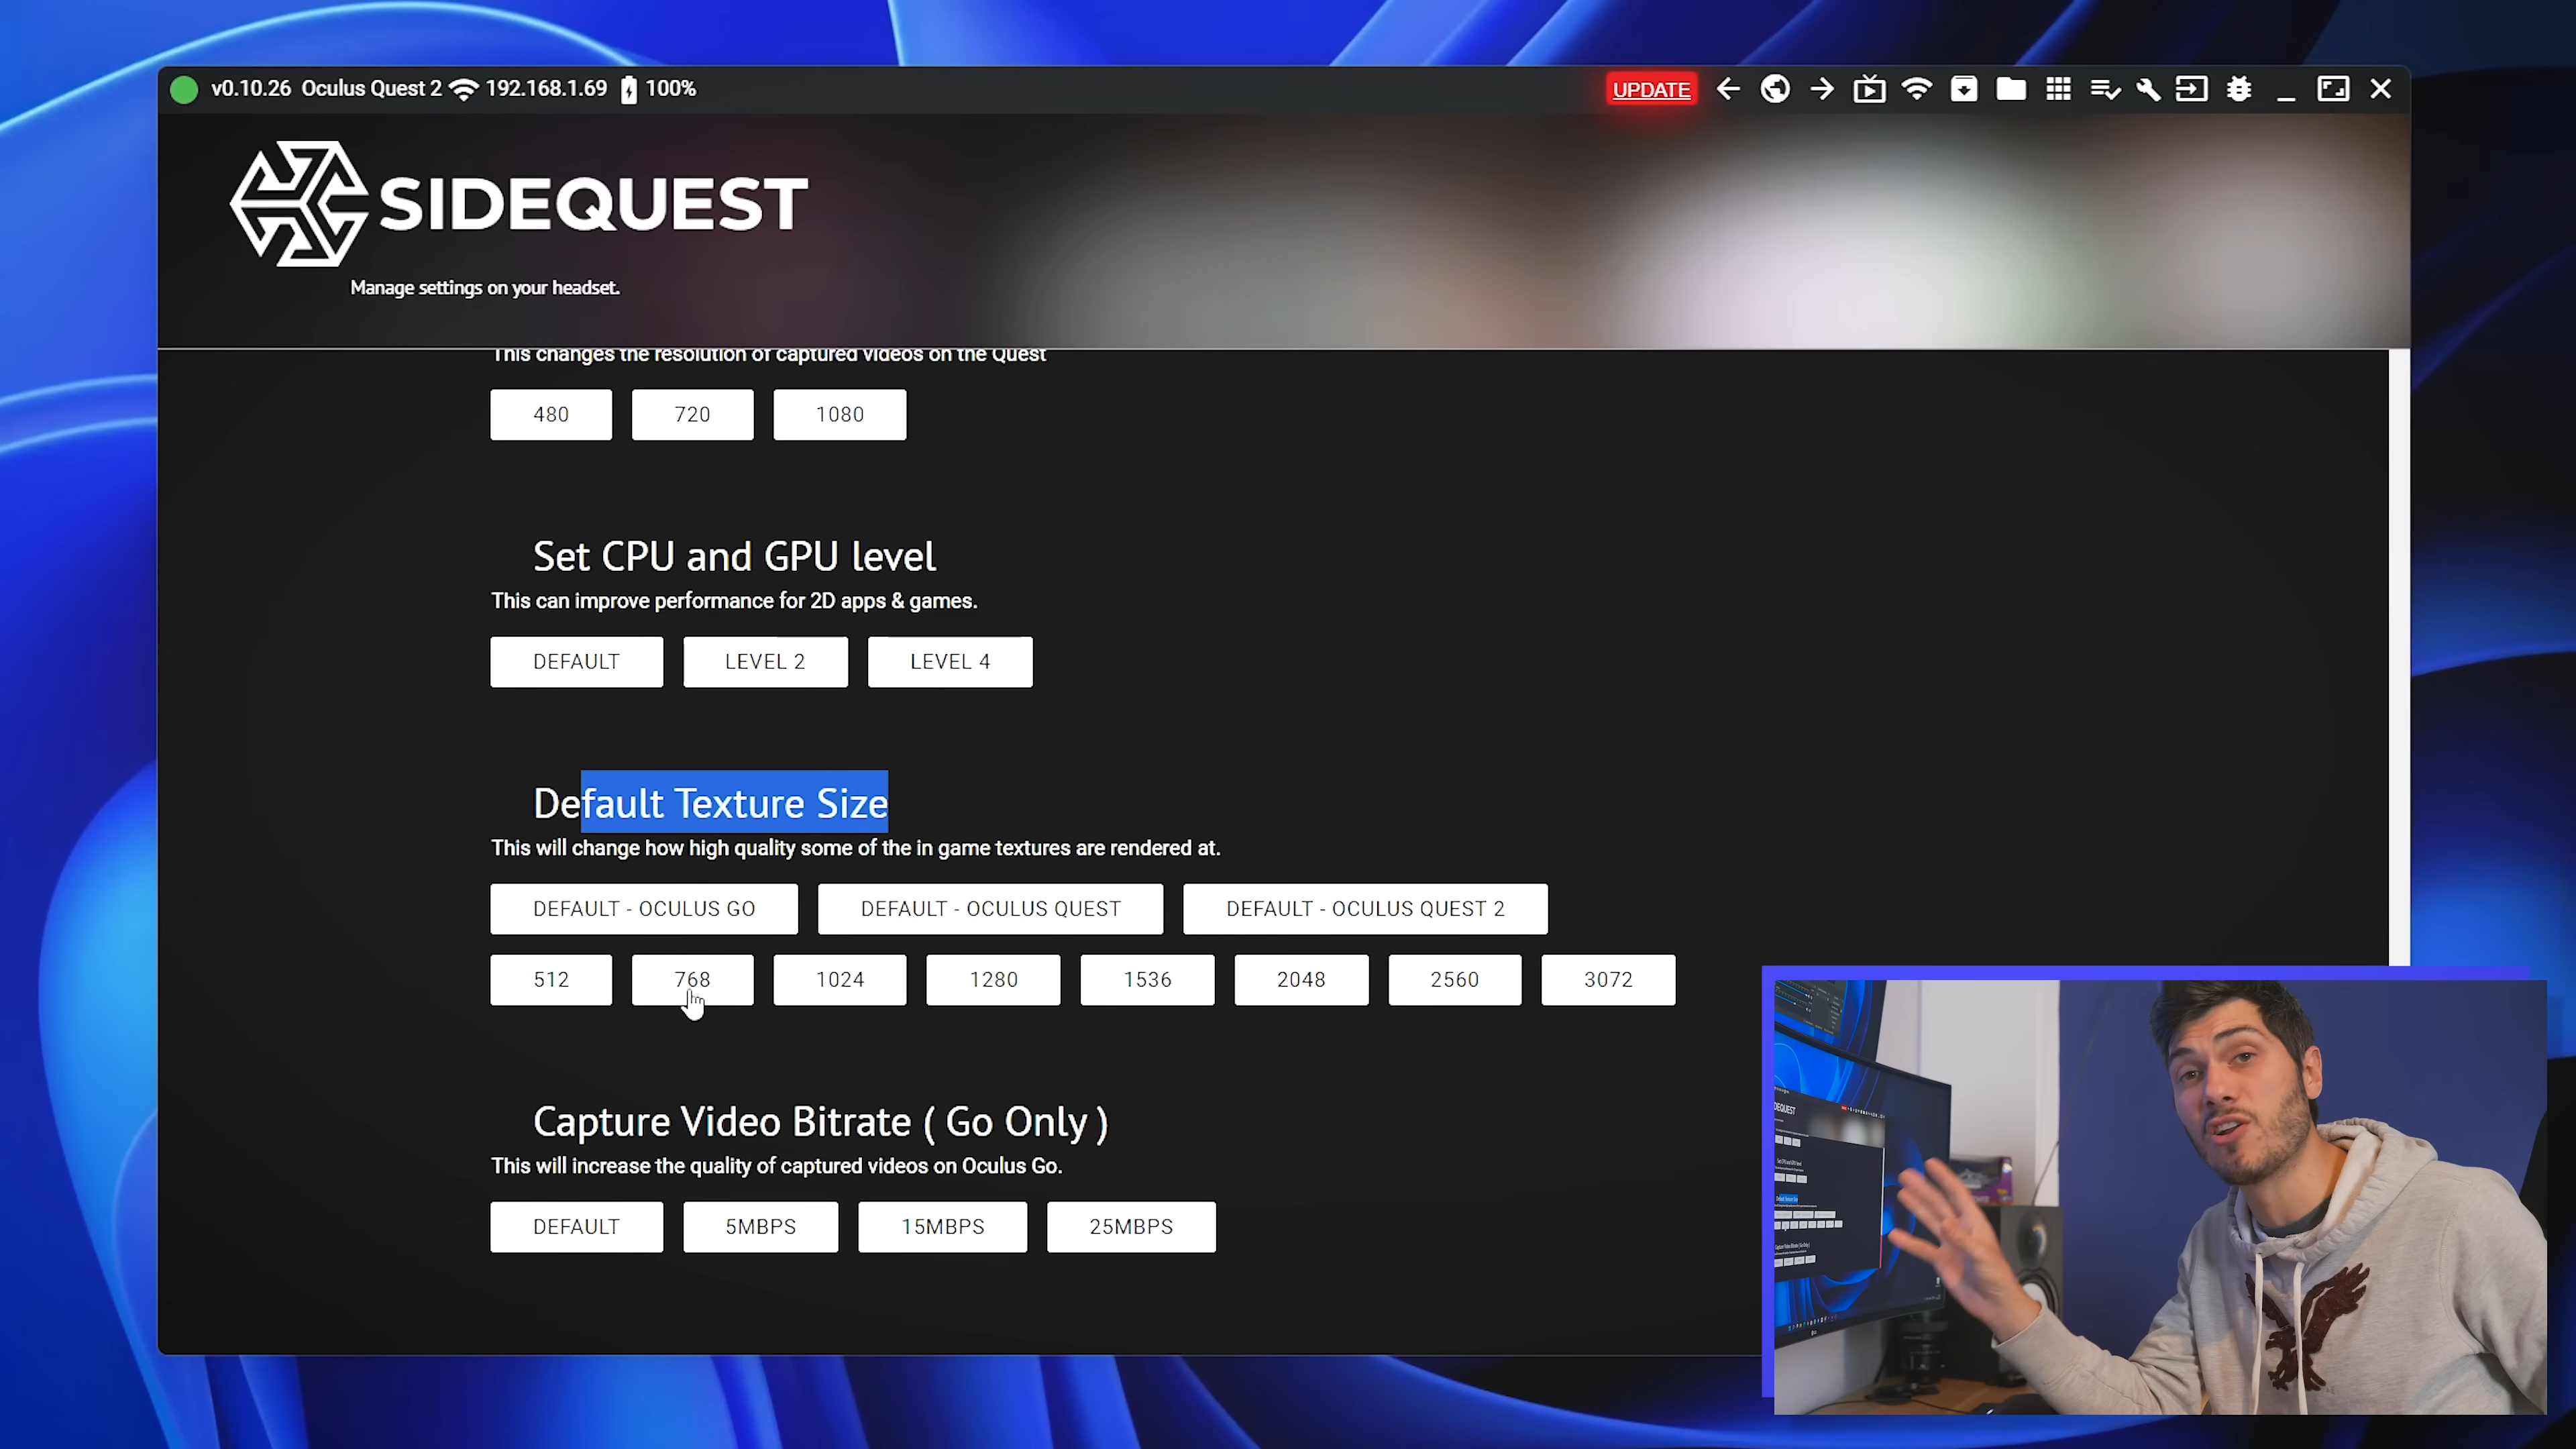 v0.10.26 Oculus Quest 2 192.168.1.69 100%
UPDATE
SIDEQUEST
Manage settings on your headset.
This changes the resolution of captured videos on the Quest
480 720 1080
Set CPU and GPU level
This can improve performance for 2D apps & games.
DEFAULT LEVEL 2 LEVEL 4
Default Texture Size
This will change how high quality some of the in game textures are rendered at.
DEFAULT - OCULUS GO DEFAULT - OCULUS QUEST DEFAULT - OCULUS QUEST 2
512 768 1024 1280 1536 2048 2560 3072
Capture Video Bitrate ( Go Only )
This will increase the quality of captured videos on Oculus Go.
DEFAULT 5MBPS 15MBPS 25MBPS